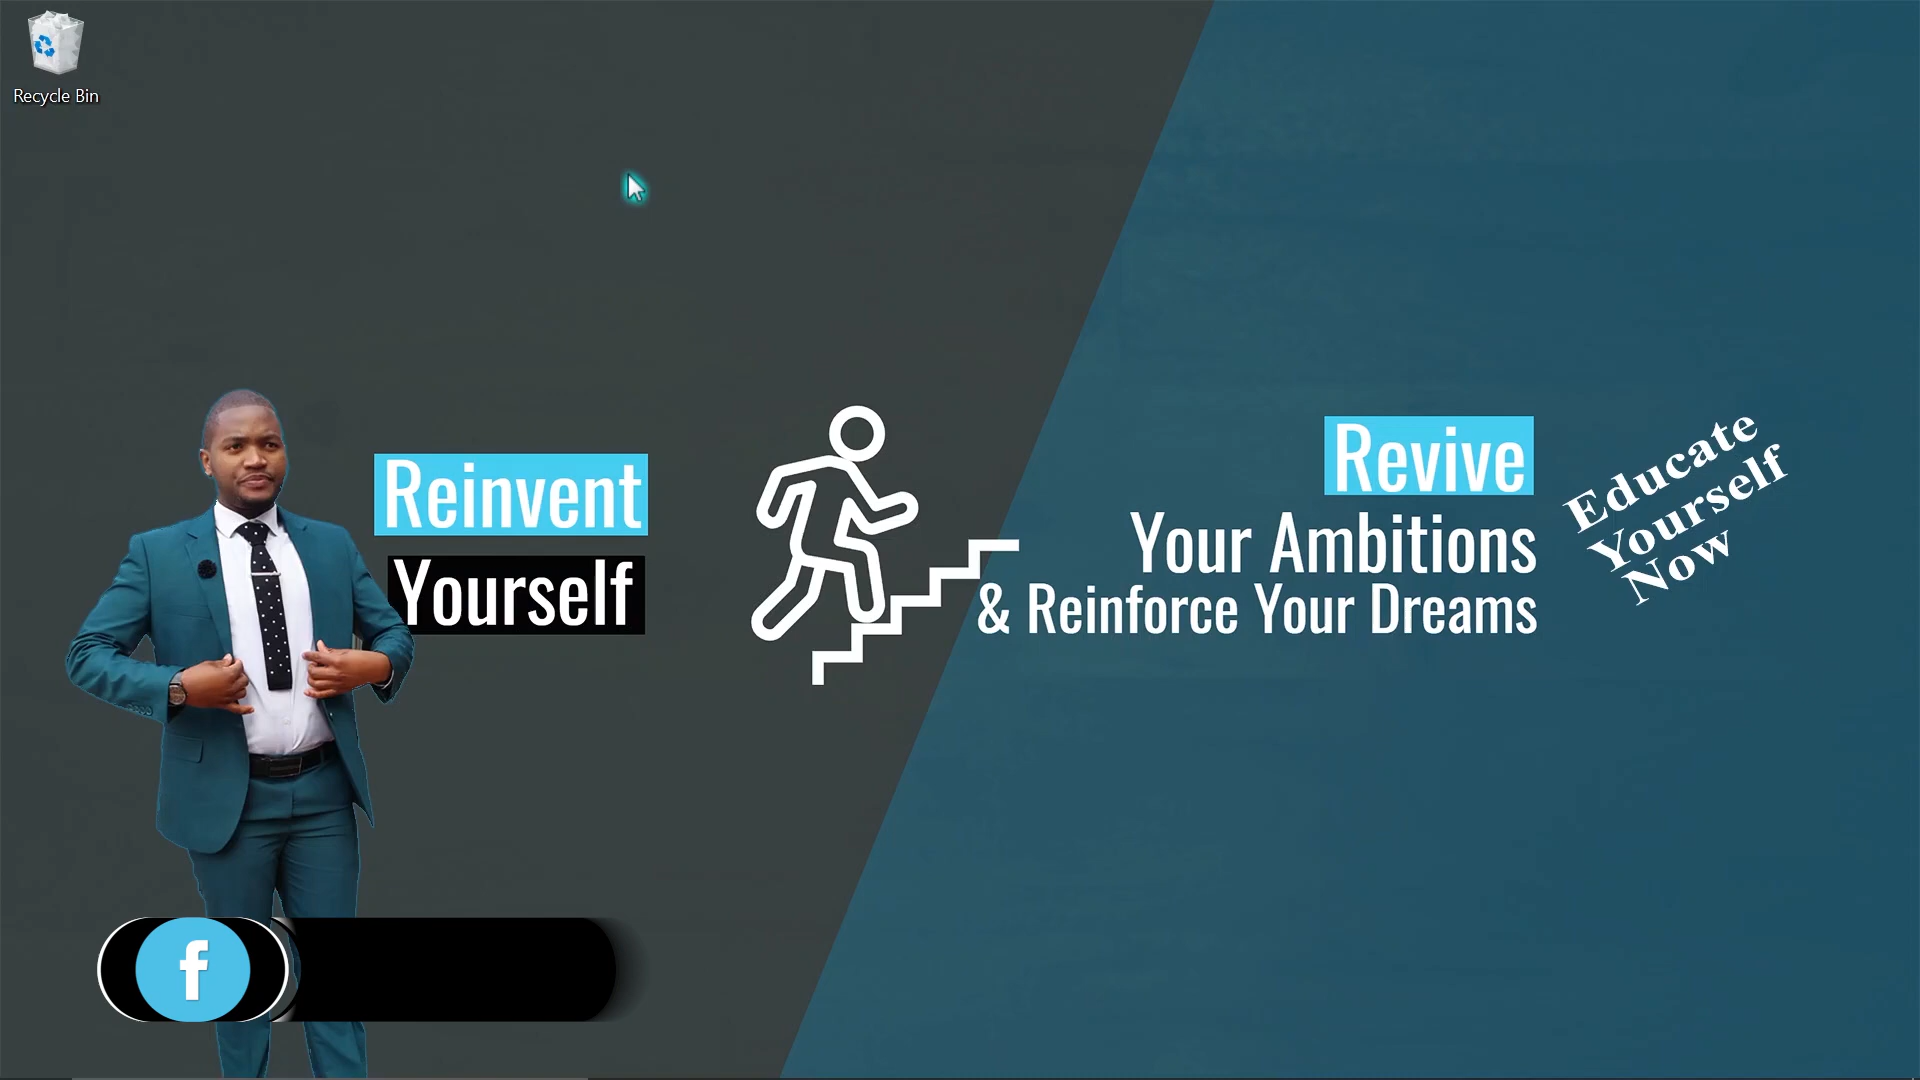 Recycle Bin
Reinvent
Yourself
Revive
Your Ambitions
& Reinforce Your Dreams
Educate
Yourself
Now
f